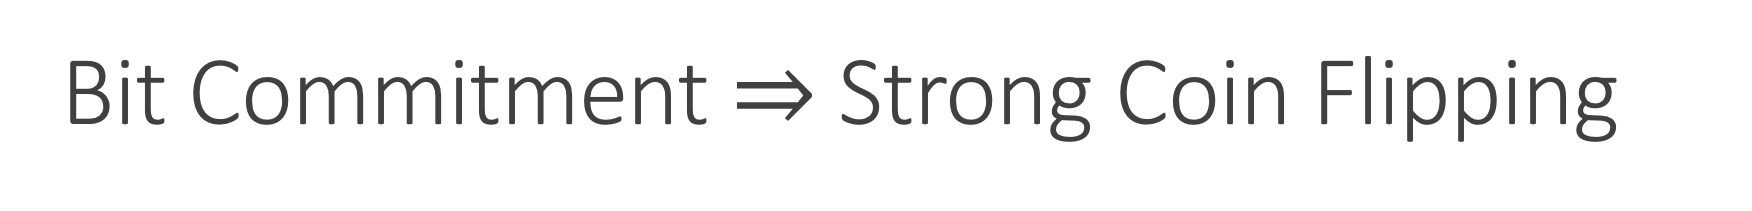 Bit Commitment ⇒ Strong Coin Flipping